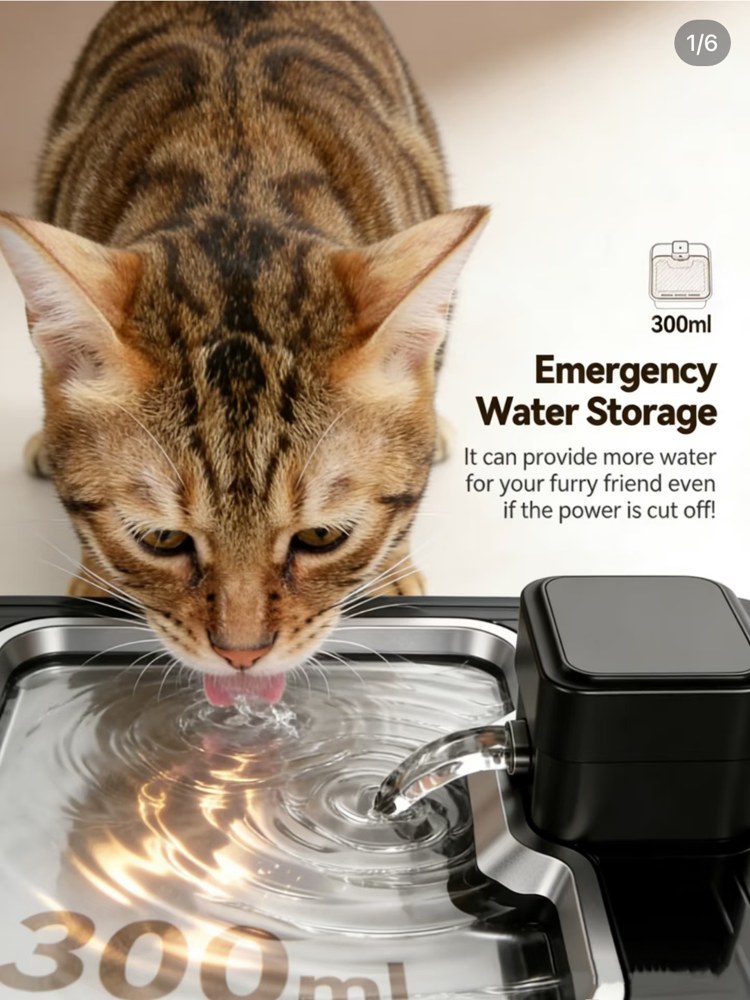 1/6
300ml
Emergency
Water Storage
It can provide more water
for your furry friend even
if the power is cut off!
300ml